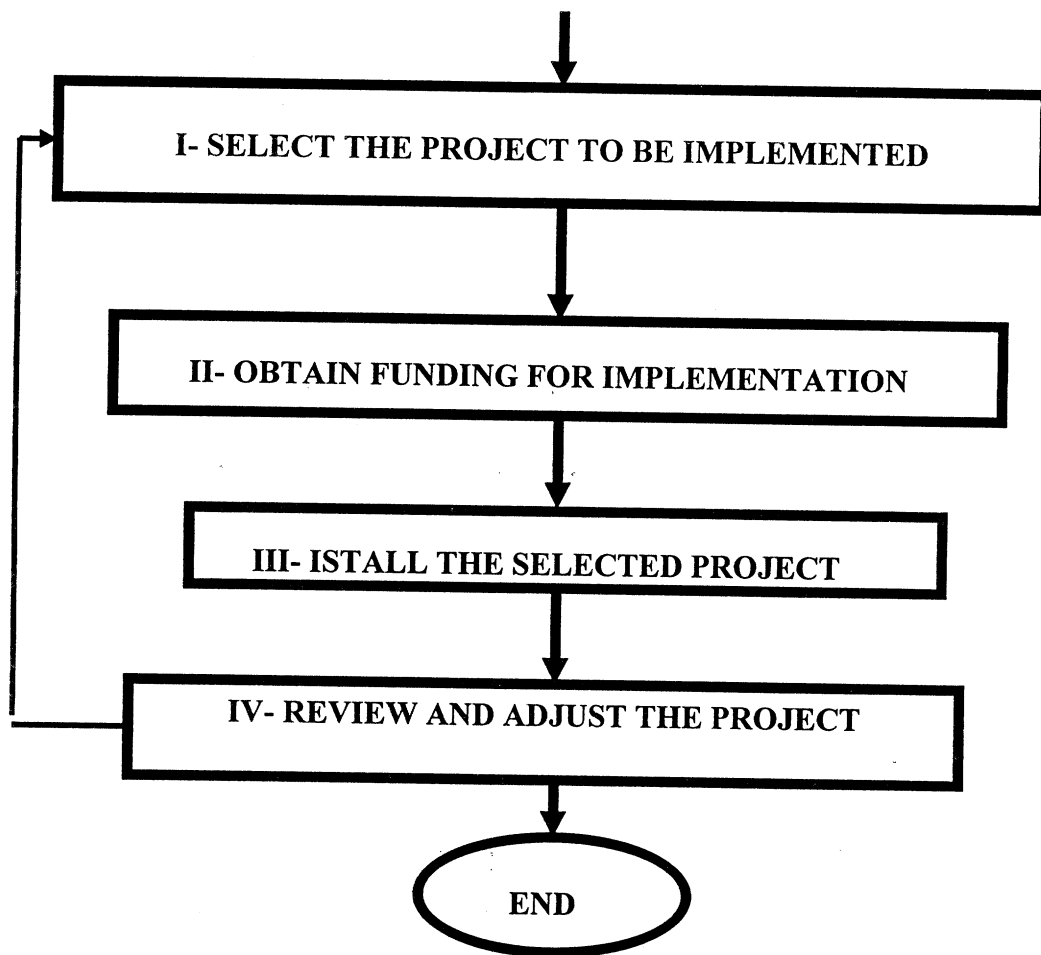 I- SELECT THE PROJECT TO BE IMPLEMENTED
II- OBTAIN FUNDING FOR IMPLEMENTATION
III- ISTALL THE SELECTED PROJECT
IV- REVIEW AND ADJUST THE PROJECT
END